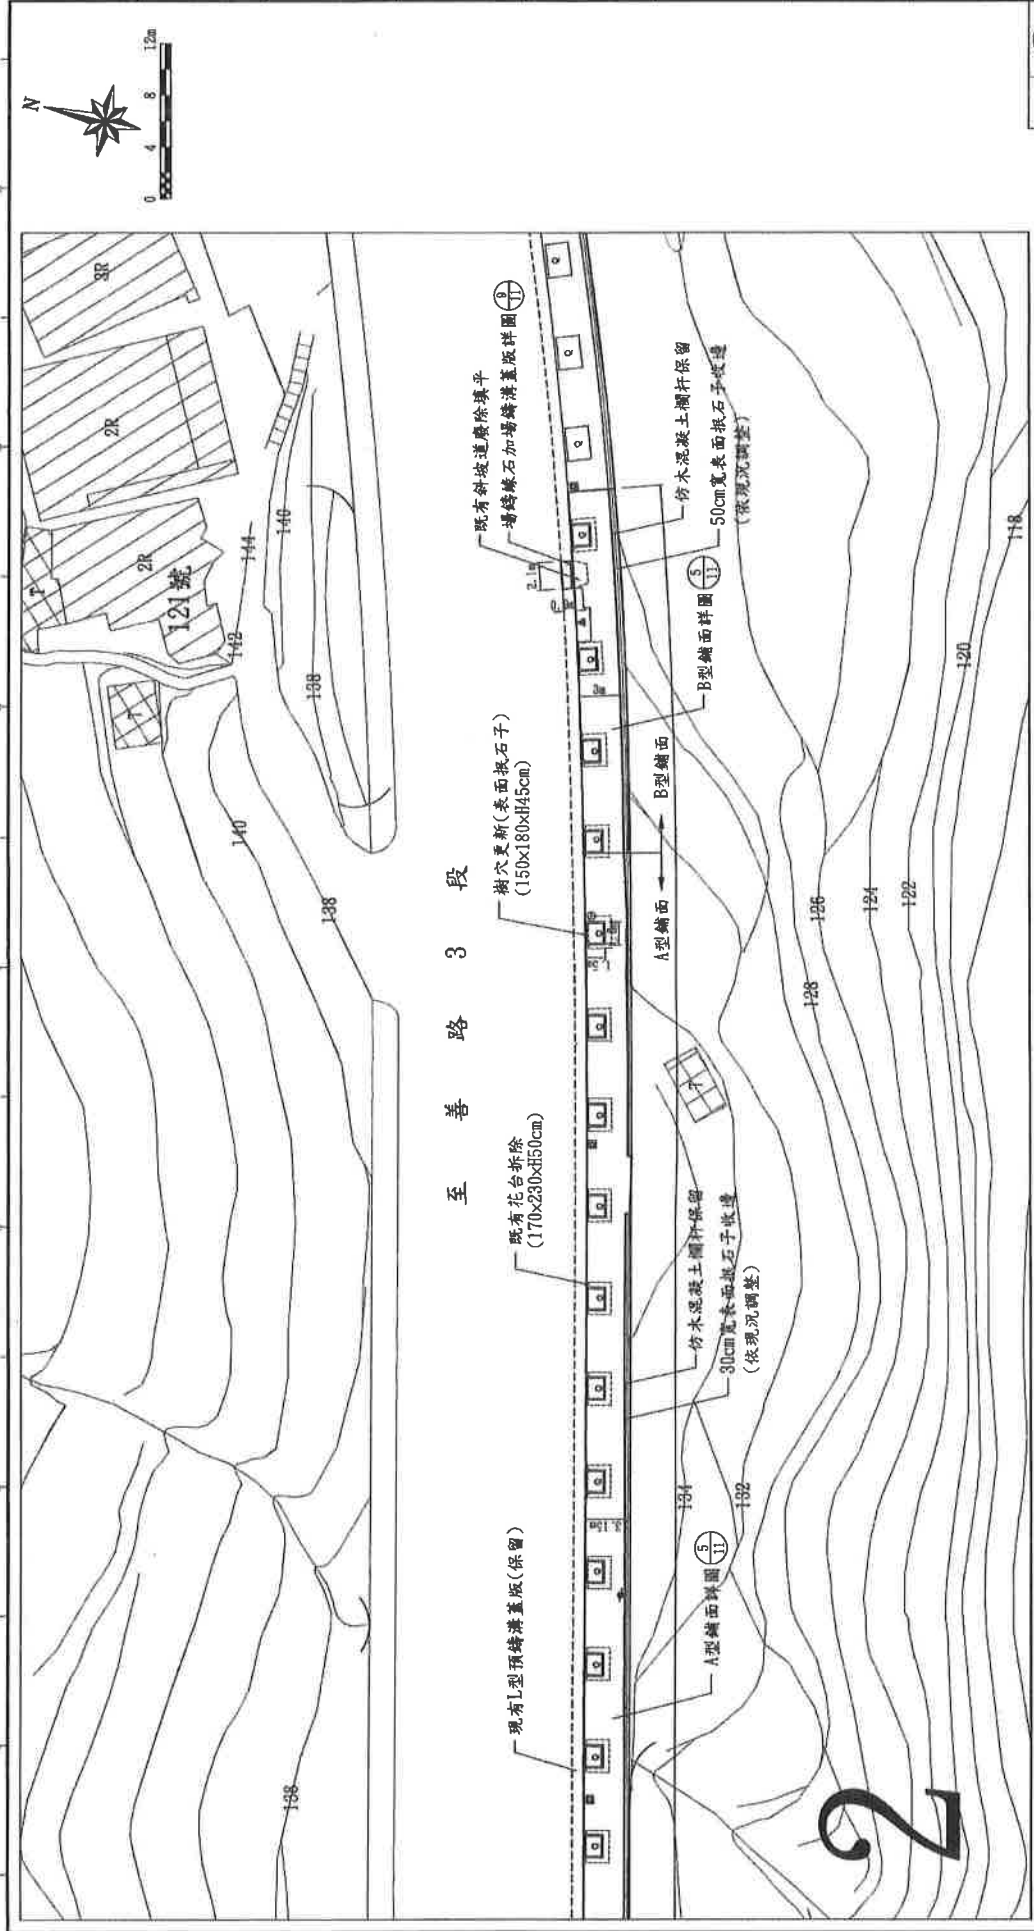 N
0 4 8 12m
3R
2R
2R
T
121號
T
144
142
140
138
140
138
138
至善路3段
既有斜坡道廢除填平
場鑄緣石加場鑄溝蓋版詳圖 9/11
2.1m
樹穴更新(表面抿石子)
(150x180xH45cm)
既有花台拆除
(170x230xH50cm)
現有L型預鑄溝蓋版(保留)
3m
A型鋪面
B型鋪面
B型鋪面詳圖 5/11
仿木混凝土欄杆保留
50cm寬表面抿石子收邊
(依現況調整)
仿木混凝土欄杆保留
30cm寬表面抿石子收邊
(依現況調整)
A型鋪面詳圖 5/11
T
134
132
128
126
124
122
120
118
2